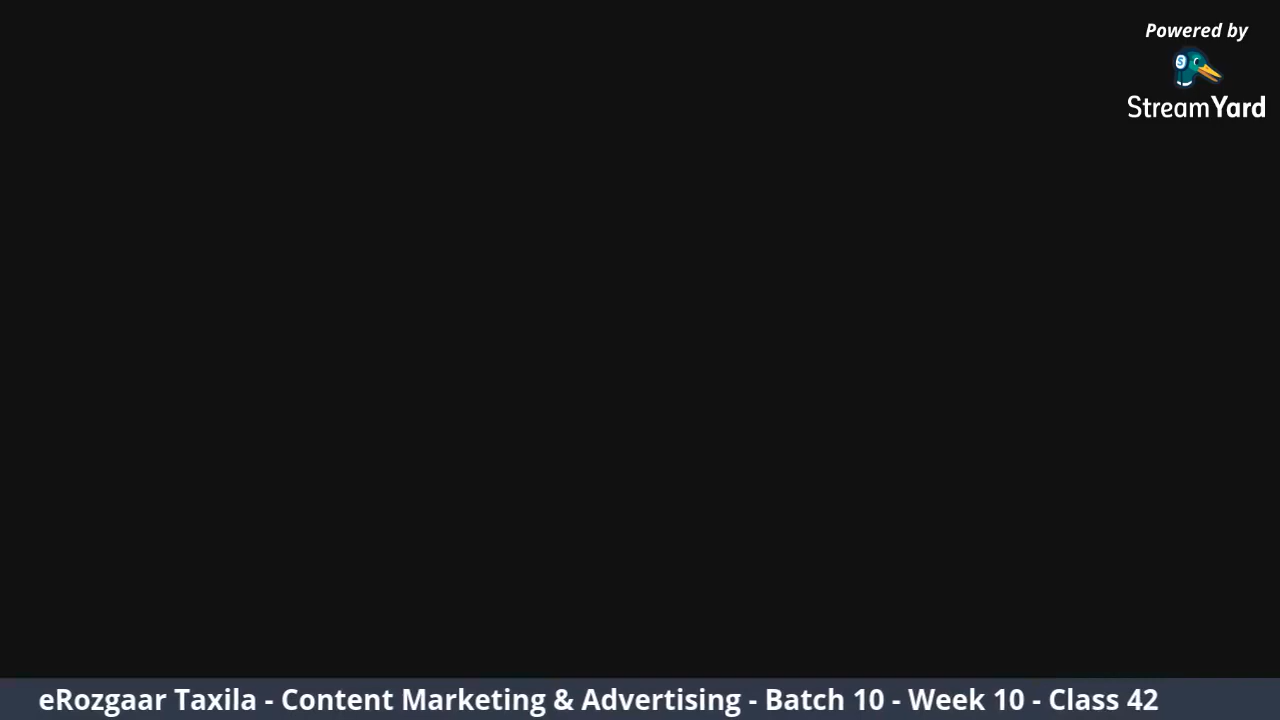 Powered by
S
StreamYard
eRozgaar Taxila - Content Marketing & Advertising - Batch 10 - Week 10 - Class 42